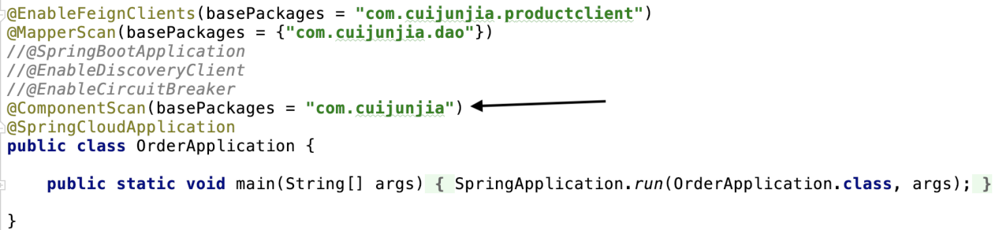 @EnableFeignClients(basePackages = "com.cuijunjia.productclient")
@MapperScan(basePackages = {"com.cuijunjia.dao"})
//@SpringBootApplication
//@EnableDiscoveryClient
//@EnableCircuitBreaker
@ComponentScan(basePackages = "com.cuijunjia")
@SpringCloudApplication
public class OrderApplication {
public static void main(String[] args) { SpringApplication.run(OrderApplication.class, args); }
}